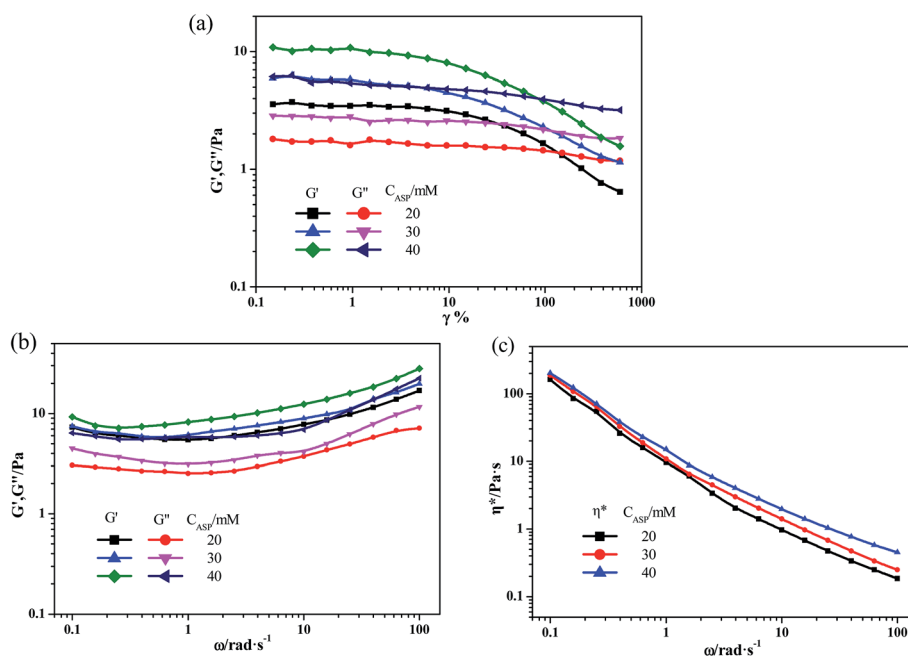 (a)
G',G''/Pa
10
1
0.1
G' G'' C_ASP/mM
20
30
40
0.1 1 10 100 1000
γ %
(b)
G',G''/Pa
10
1
0.1
G' G'' C_ASP/mM
20
30
40
0.1 1 10 100
ω/rad·s⁻¹
(c)
η*/Pa·s
100
10
1
0.1
η* C_ASP/mM
20
30
40
0.1 1 10 100
ω/rad·s⁻¹